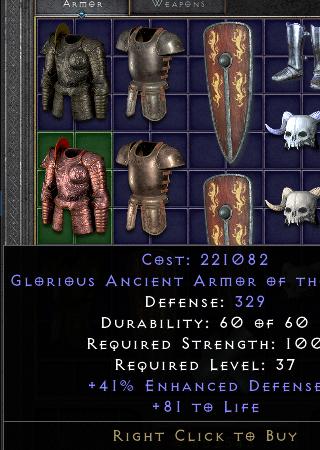 Armor Weapons
Cost: 221082
Glorious Ancient Armor of th
Defense: 329
Durability: 60 of 60
Required Strength: 100
Required Level: 37
+41% Enhanced Defense
+81 to Life
Right Click to Buy